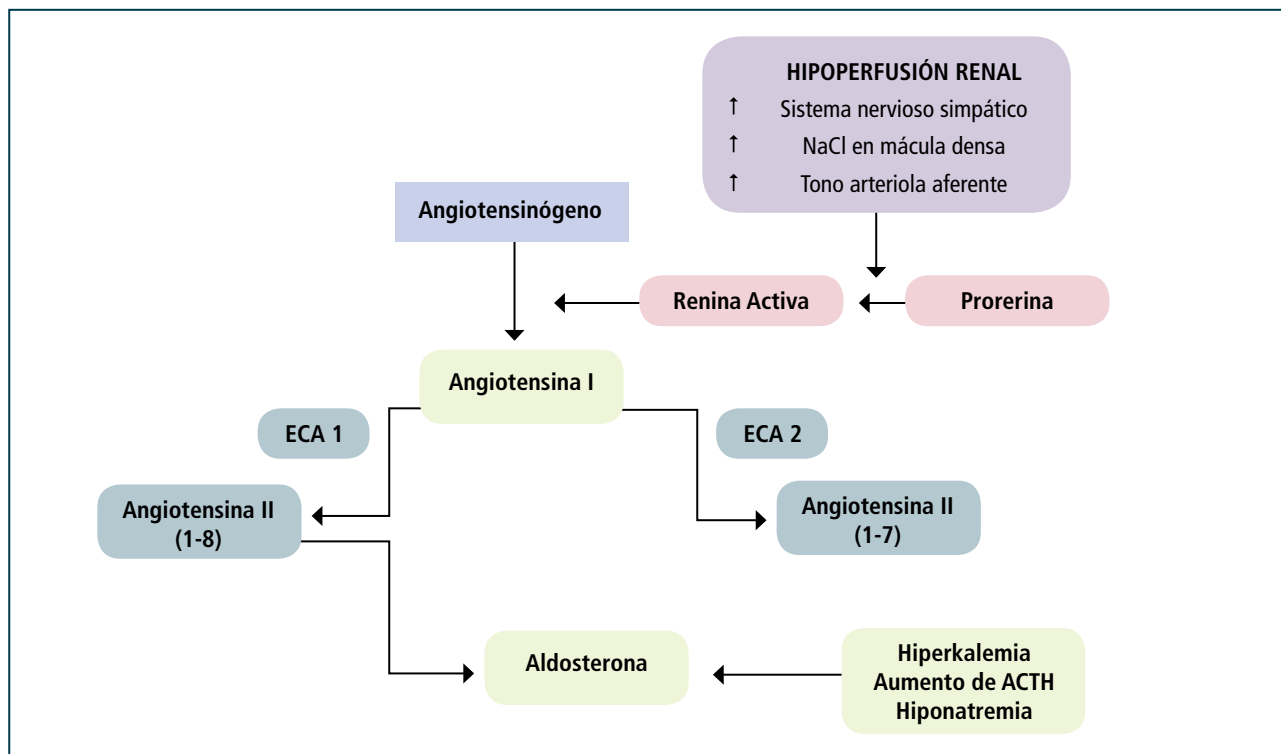 HIPOPERFUSIÓN RENAL
↑ Sistema nervioso simpático
↑ NaCl en mácula densa
↑ Tono arteriola aferente
Angiotensinógeno
Renina Activa
Prorerina
Angiotensina I
ECA 1
ECA 2
Angiotensina II
(1-8)
Angiotensina II
(1-7)
Aldosterona
Hiperkalemia
Aumento de ACTH
Hiponatremia